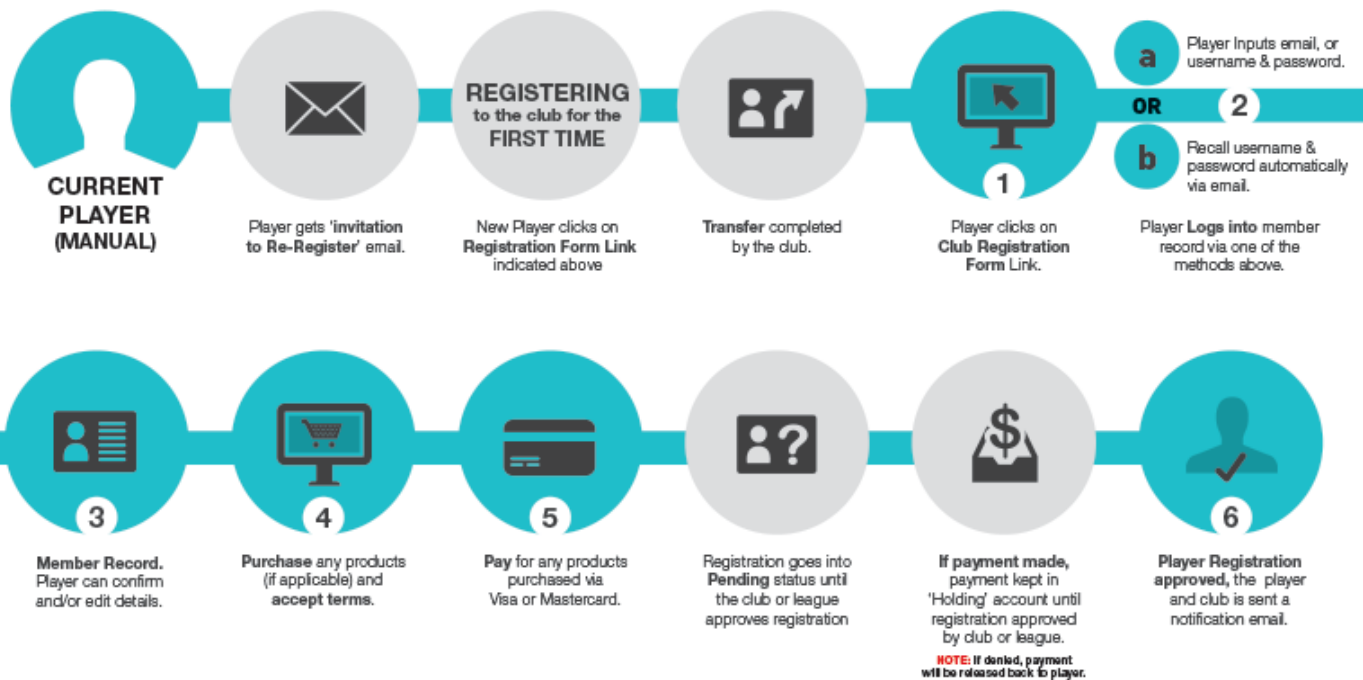 CURRENT
PLAYER
(MANUAL)
Player gets 'invitation
to Re-Register' email.
REGISTERING
to the club for the
FIRST TIME
New Player clicks on
Registration Form Link
indicated above
Transfer completed
by the club.
1
Player clicks on
Club Registration
Form Link.
a
Player Inputs email, or
username & password.
OR
2
b
Recall username &
password automatically
via email.
Player Logs into member
record via one of the
methods above.
3
Member Record.
Player can confirm
and/or edit details.
4
Purchase any products
(if applicable) and
accept terms.
5
Pay for any products
purchased via
Visa or Mastercard.
?
Registration goes into
Pending status until
the club or league
approves registration
$
If payment made,
payment kept in
'Holding' account until
registration approved
by club or league.
NOTE: If denied, payment
will be released back to player.
6
Player Registration
approved, the player
and club is sent a
notification email.